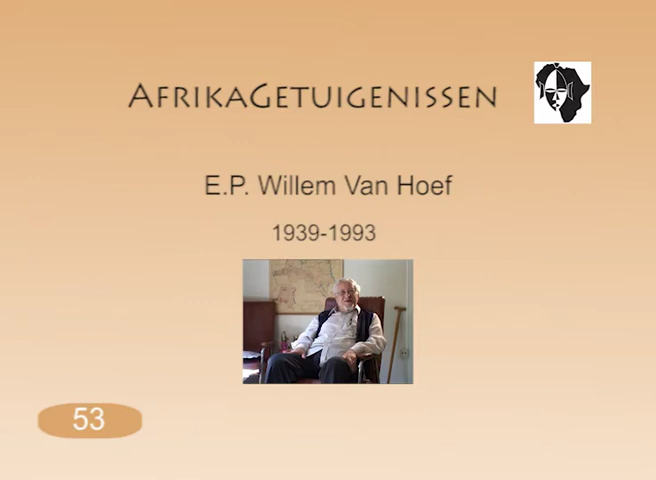 AFRIKAGETUIGENISSEN
E.P. Willem Van Hoef
1939-1993
53